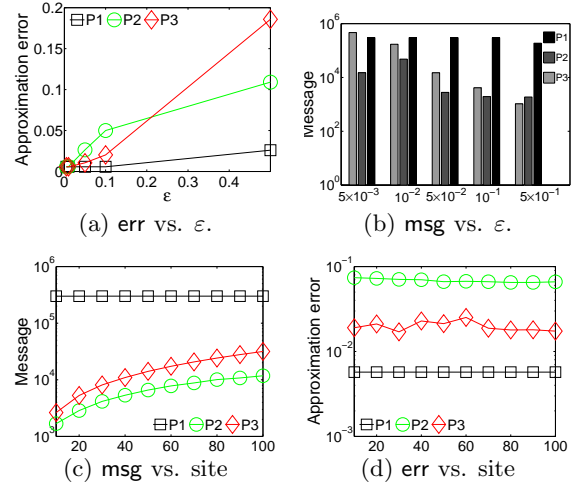 P1 P2 P3
0.2
0.15
0.1
0.05
0
Approximation error
0 0.1 0.2 0.3 0.4
ε
(a) err vs. ε.
P1
P2
P3
10^6
10^4
10^2
10^0
Message
5×10^-3 10^-2 5×10^-2 10^-1 5×10^-1
(b) msg vs. ε.
10^6
10^5
10^4
10^3
Message
P1 P2 P3
20 40 60 80 100
(c) msg vs. site
10^-1
10^-2
10^-3
Approximation error
P1 P2 P3
20 40 60 80 100
(d) err vs. site